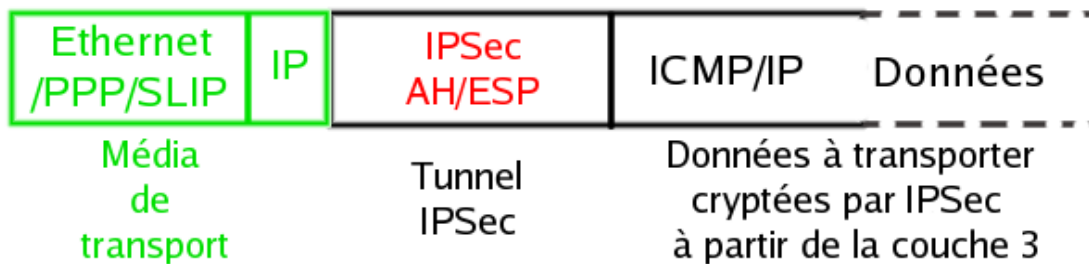 Ethernet
/PPP/SLIP
IP
IPSec
AH/ESP
ICMP/IP
Données
Média
de
transport
Tunnel
IPSec
Données à transporter
cryptées par IPSec
à partir de la couche 3